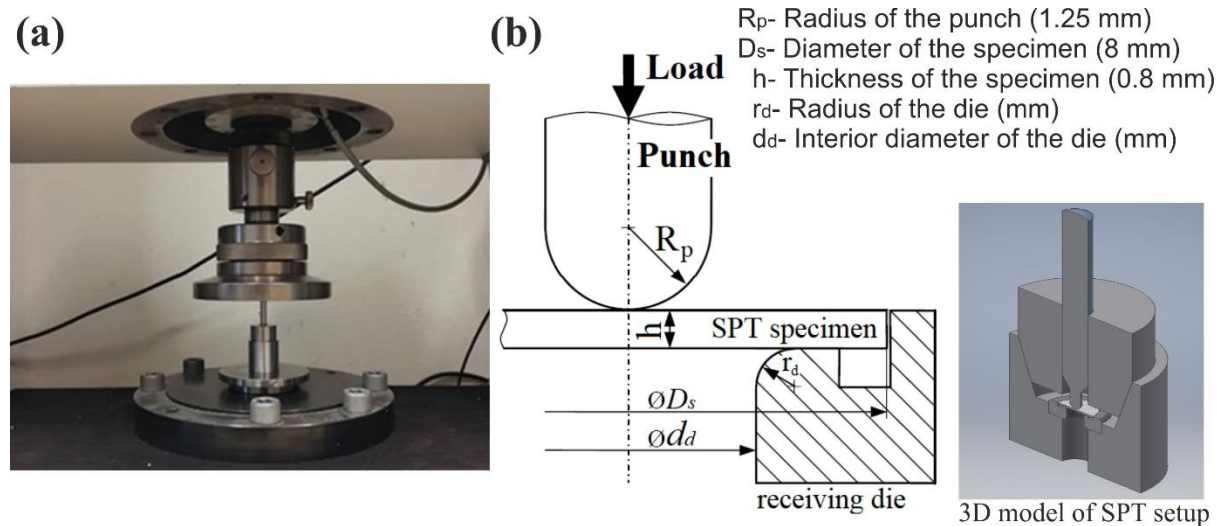 (a)
(b)
Rp- Radius of the punch (1.25 mm)
Ds- Diameter of the specimen (8 mm)
h- Thickness of the specimen (0.8 mm)
rd- Radius of the die (mm)
dd- Interior diameter of the die (mm)
Load
Punch
Rp
h
SPT specimen
rd
ØDs
Ødd
receiving die
3D model of SPT setup